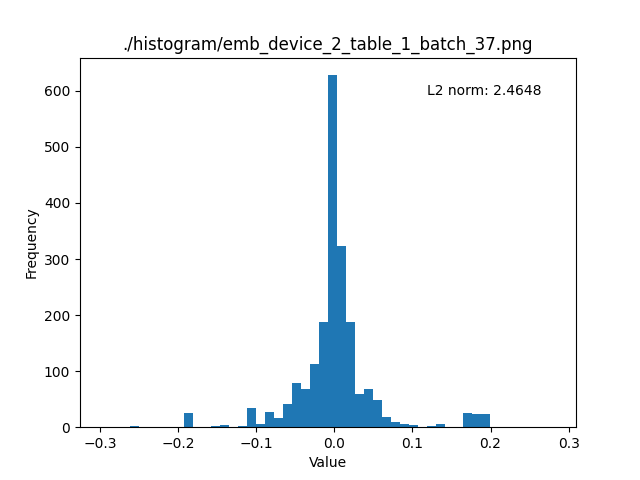 ./histogram/emb_device_2_table_1_batch_37.png
L2 norm: 2.4648
600
500
400
300
200
100
0
Frequency
−0.3 −0.2 −0.1 0.0 0.1 0.2 0.3
Value